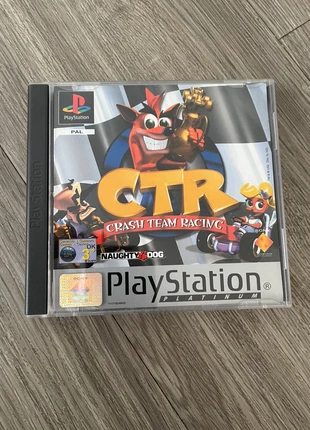 PlayStation
PAL
PlayStation
CTR
CRASH TEAM RACING
NAUGHTY DOG
PlayStation®
PLATINUM